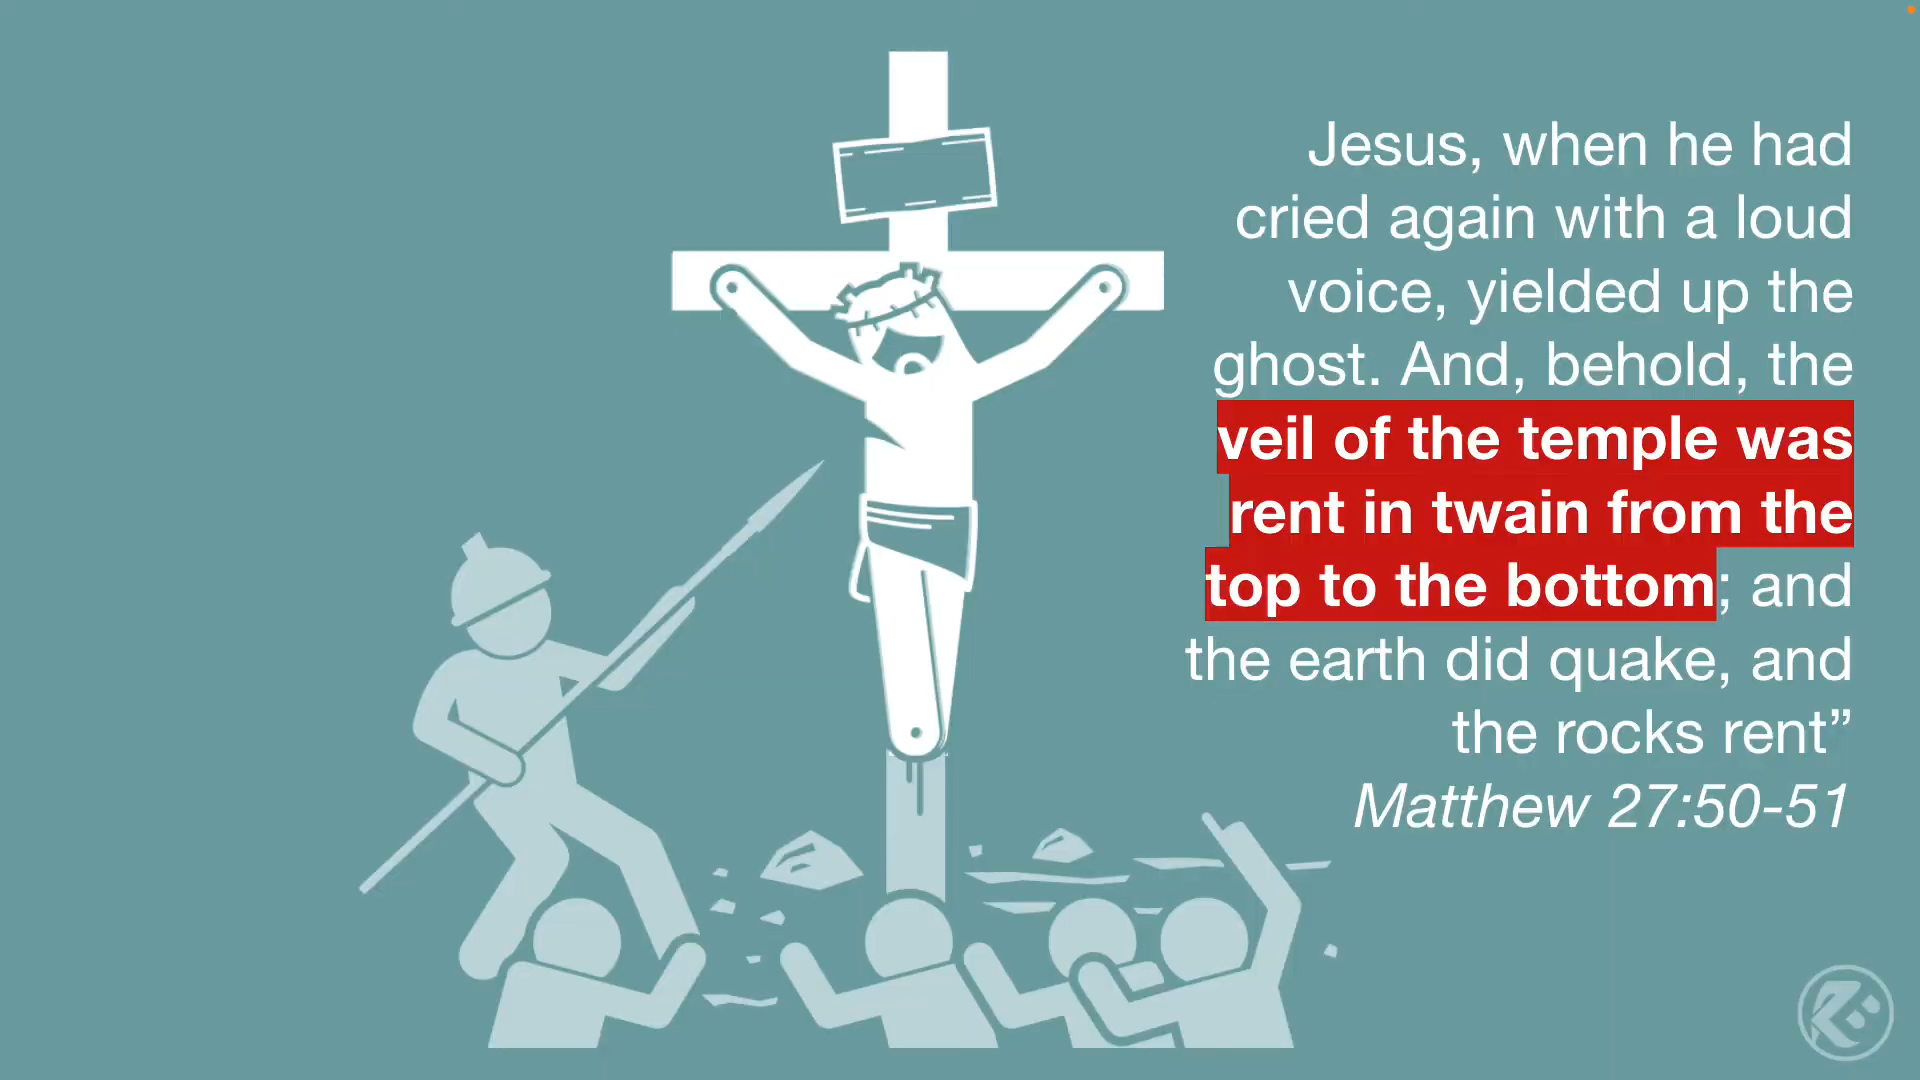 Jesus, when he had
cried again with a loud
voice, yielded up the
ghost. And, behold, the
veil of the temple was
rent in twain from the
top to the bottom; and
the earth did quake, and
the rocks rent”
Matthew 27:50-51